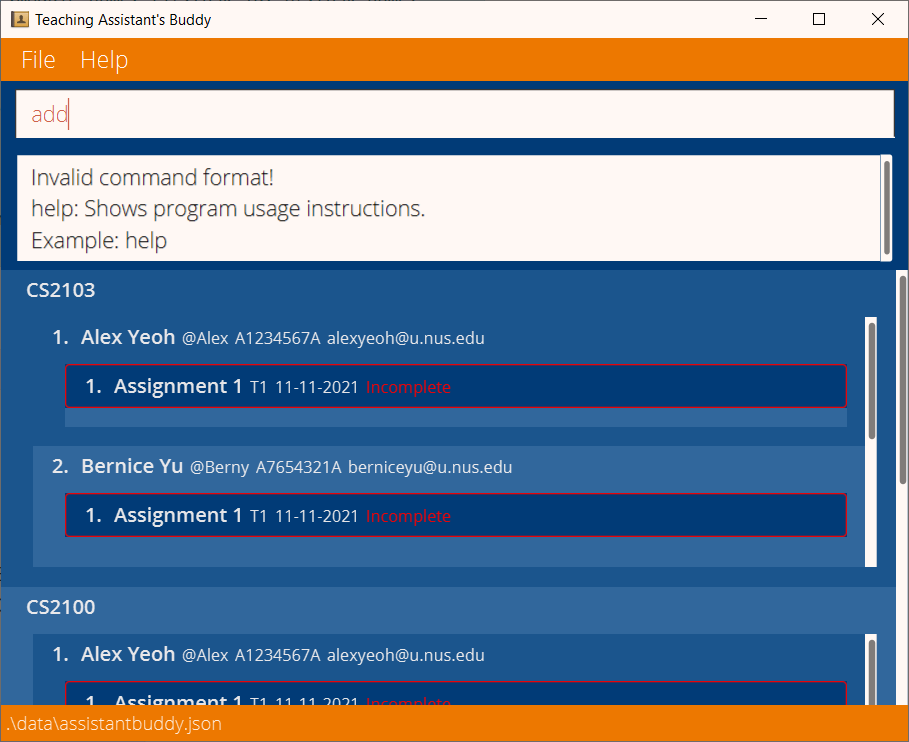 Teaching Assistant's Buddy
File Help
add
Invalid command format!
help: Shows program usage instructions.
Example: help
CS2103
1. Alex Yeoh @Alex A1234567A alexyeoh@u.nus.edu
1. Assignment 1 T1 11-11-2021 Incomplete
2. Bernice Yu @Berny A7654321A berniceyu@u.nus.edu
1. Assignment 1 T1 11-11-2021 Incomplete
CS2100
1. Alex Yeoh @Alex A1234567A alexyeoh@u.nus.edu
1. Assignment 1 T1 11-11-2021 Incomplete
.\data\assistantbuddy.json